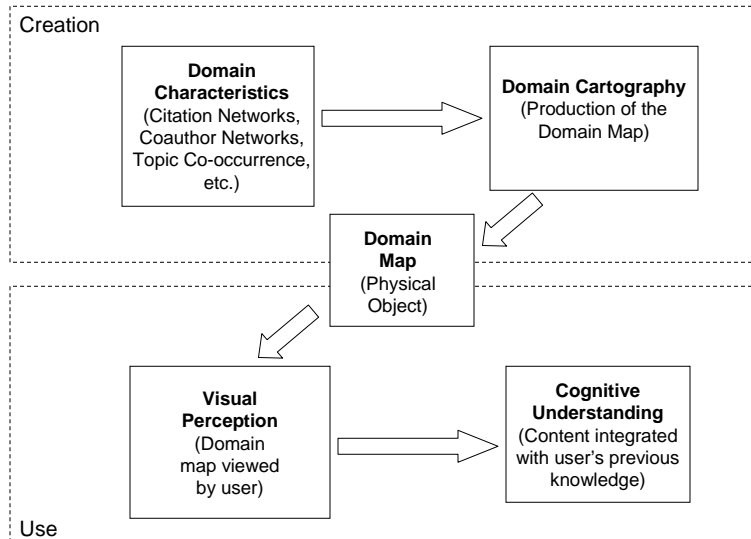 Creation
Domain
Characteristics
(Citation Networks,
Coauthor Networks,
Topic Co-occurrence,
etc.)
Domain Cartography
(Production of the
Domain Map)
Domain
Map
(Physical
Object)
Visual
Perception
(Domain
map viewed
by user)
Cognitive
Understanding
(Content integrated
with user's previous
knowledge)
Use